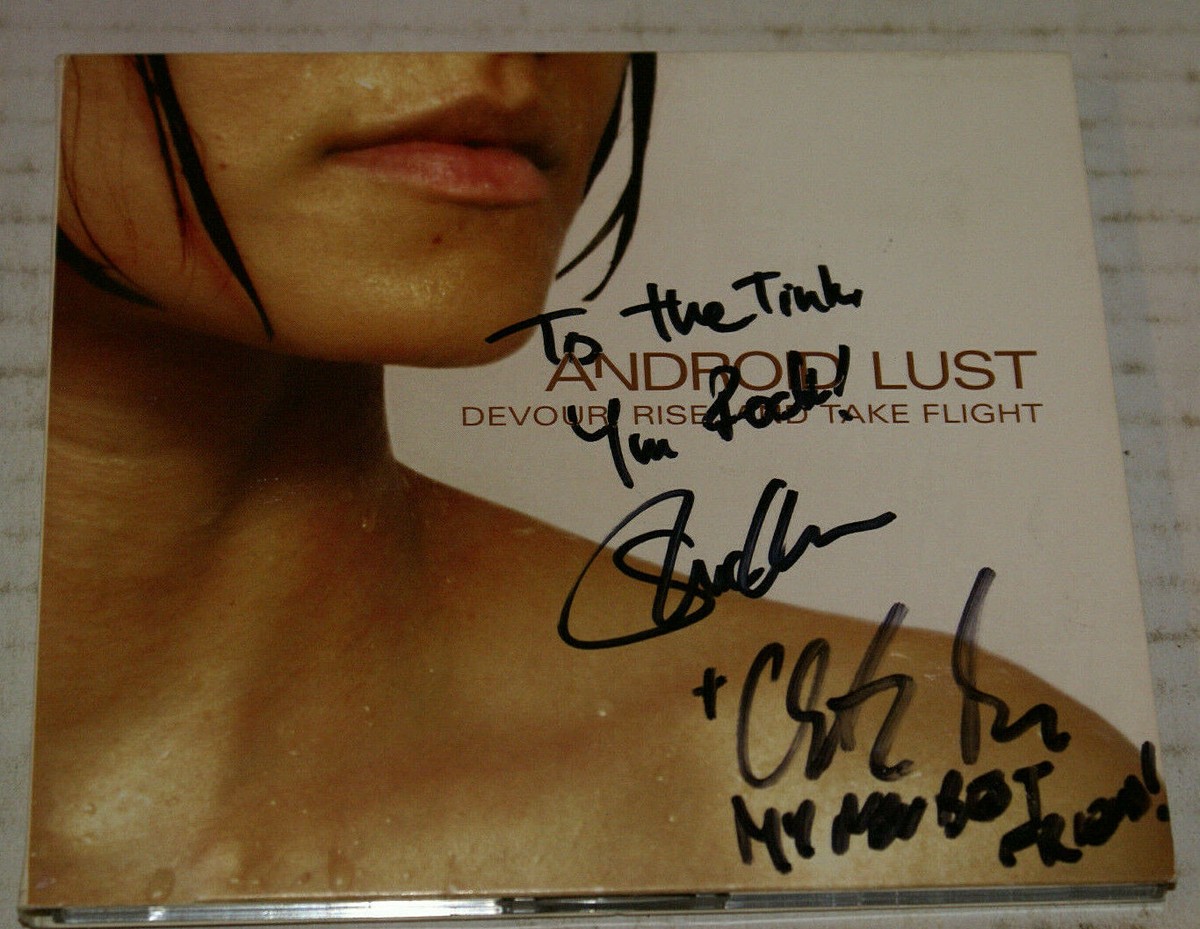 To the Tink,
ANDROID LUST
You Rock!
DEVOUR, RISE, AND TAKE FLIGHT
+
MY NEW BEST FRIEND!